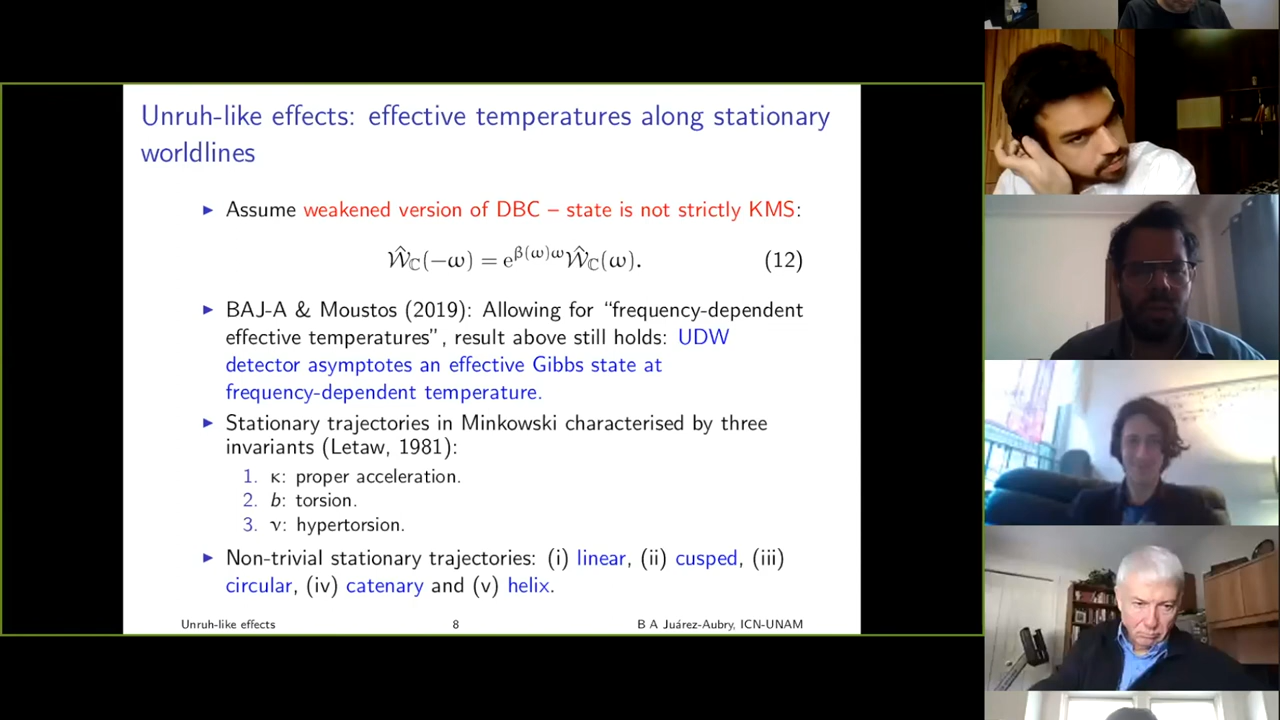 Unruh-like effects: effective temperatures along stationary
worldlines
▶ Assume weakened version of DBC – state is not strictly KMS:
𝒲̂_ℂ(−ω) = e^{β(ω)ω}𝒲̂_ℂ(ω). (12)
▶ BAJ-A & Moustos (2019): Allowing for “frequency-dependent
effective temperatures”, result above still holds: UDW
detector asymptotes an effective Gibbs state at
frequency-dependent temperature.
▶ Stationary trajectories in Minkowski characterised by three
invariants (Letaw, 1981):
1. κ: proper acceleration.
2. b: torsion.
3. ν: hypertorsion.
▶ Non-trivial stationary trajectories: (i) linear, (ii) cusped, (iii)
circular, (iv) catenary and (v) helix.
Unruh-like effects 8 B A Juárez-Aubry, ICN-UNAM